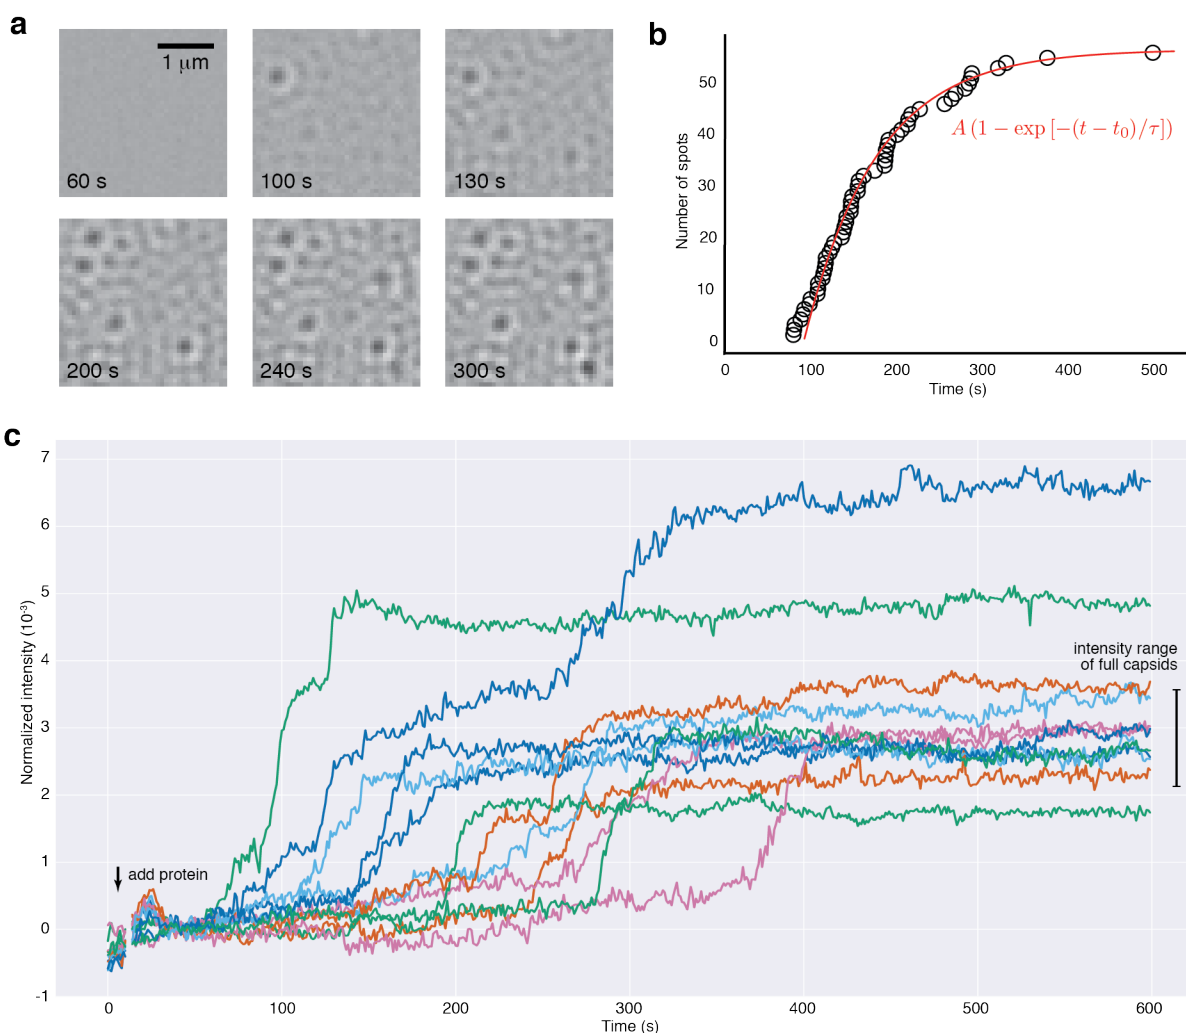 a
1 μm
60 s
100 s
130 s
200 s
240 s
300 s
b
50
40
30
20
10
0
Number of spots
A (1 − exp [−(t − t₀)/τ])
0
100
200
300
400
500
Time (s)
c
7
6
5
4
3
2
1
0
-1
Normalized intensity (10⁻³)
add protein
intensity range
of full capsids
0
100
200
300
400
500
600
Time (s)